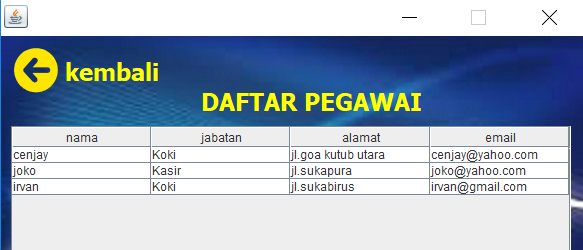 kembali
DAFTAR PEGAWAI
nama jabatan alamat email
cenjay Koki jl.goa kutub utara cenjay@yahoo.com
joko Kasir jl.sukapura joko@yahoo.com
irvan Koki jl.sukabirus irvan@gmail.com